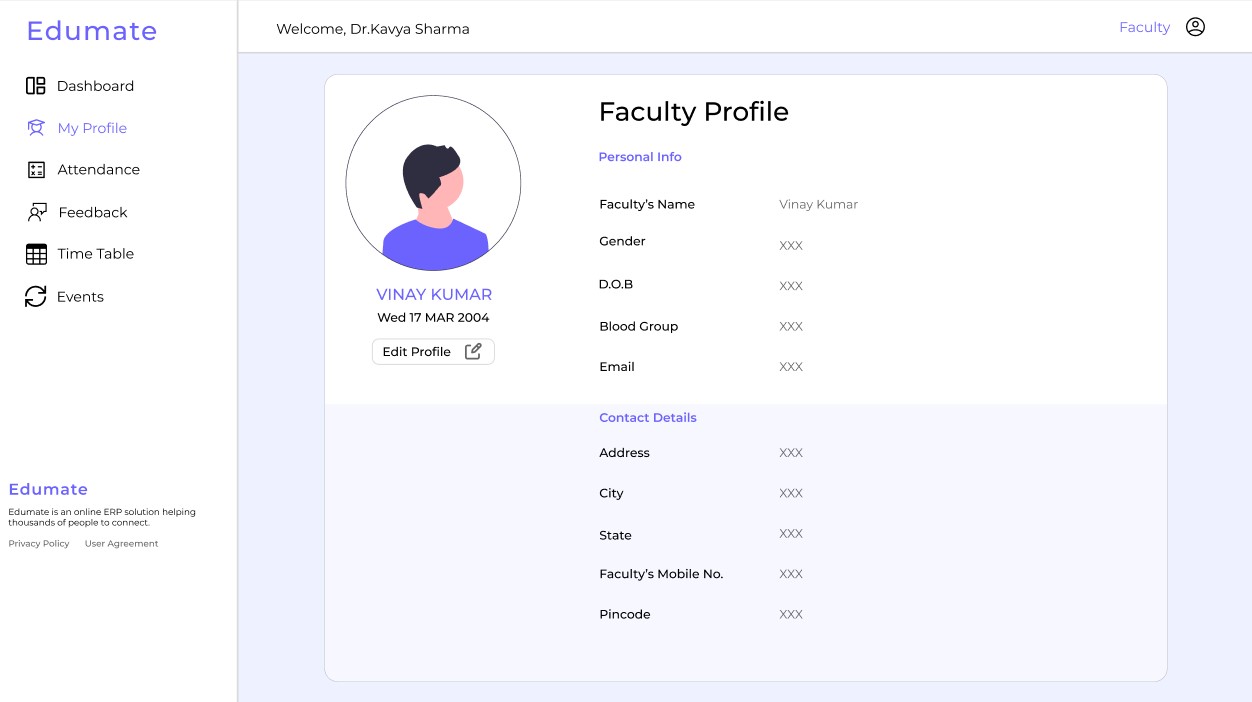 Edumate
Welcome, Dr.Kavya Sharma
Faculty
Dashboard
My Profile
Attendance
Feedback
Time Table
Events
Edumate
Edumate is an online ERP solution helping
thousands of people to connect.
Privacy Policy User Agreement
VINAY KUMAR
Wed 17 MAR 2004
Edit Profile
Faculty Profile
Personal Info
Faculty's Name Vinay Kumar
Gender XXX
D.O.B XXX
Blood Group XXX
Email XXX
Contact Details
Address XXX
City XXX
State XXX
Faculty's Mobile No. XXX
Pincode XXX